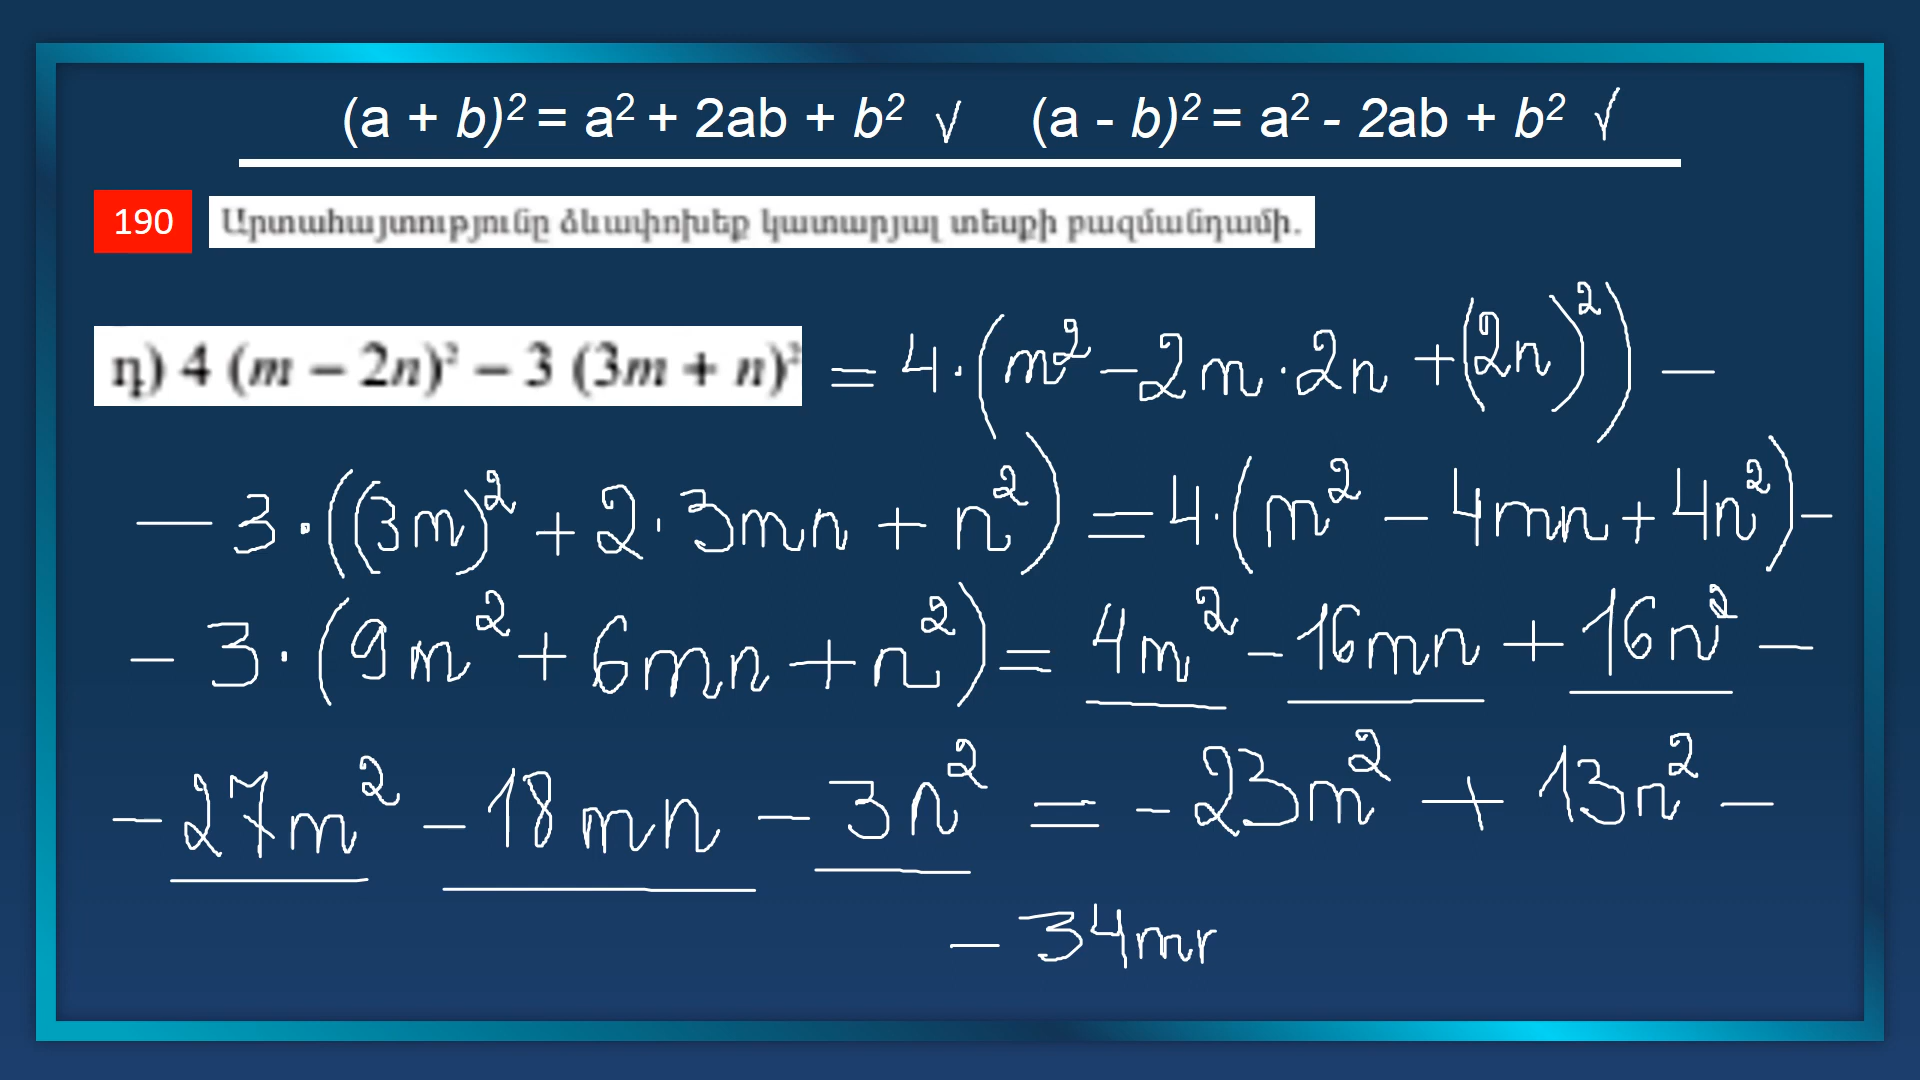 (a + b)² = a² + 2ab + b² √ (a - b)² = a² - 2ab + b² √
190 Արտահայտությունը ձևափոխեք կատարյալ տեսքի բազմանդամի.
դ) 4 (m – 2n)² – 3 (3m + n)² = 4·(m² – 2m·2n + (2n)²) –
– 3·((3m)² + 2·3mn + n²) = 4·(m² – 4mn + 4n²) –
– 3·(9m² + 6mn + n²) = 4m² – 16mn + 16n² –
– 27m² – 18mn – 3n² = – 23m² + 13n² –
– 34mr